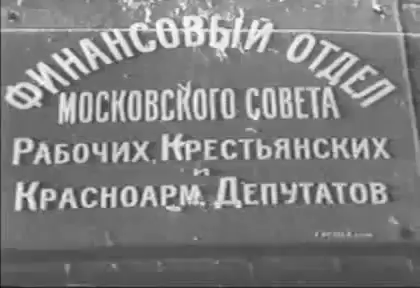 ФИНАНСОВЫЙ ОТДЕЛ
МОСКОВСКОГО СОВЕТА
РАБОЧИХ, КРЕСТЬЯНСКИХ
И
КРАСНОАРМ. ДЕПУТАТОВ